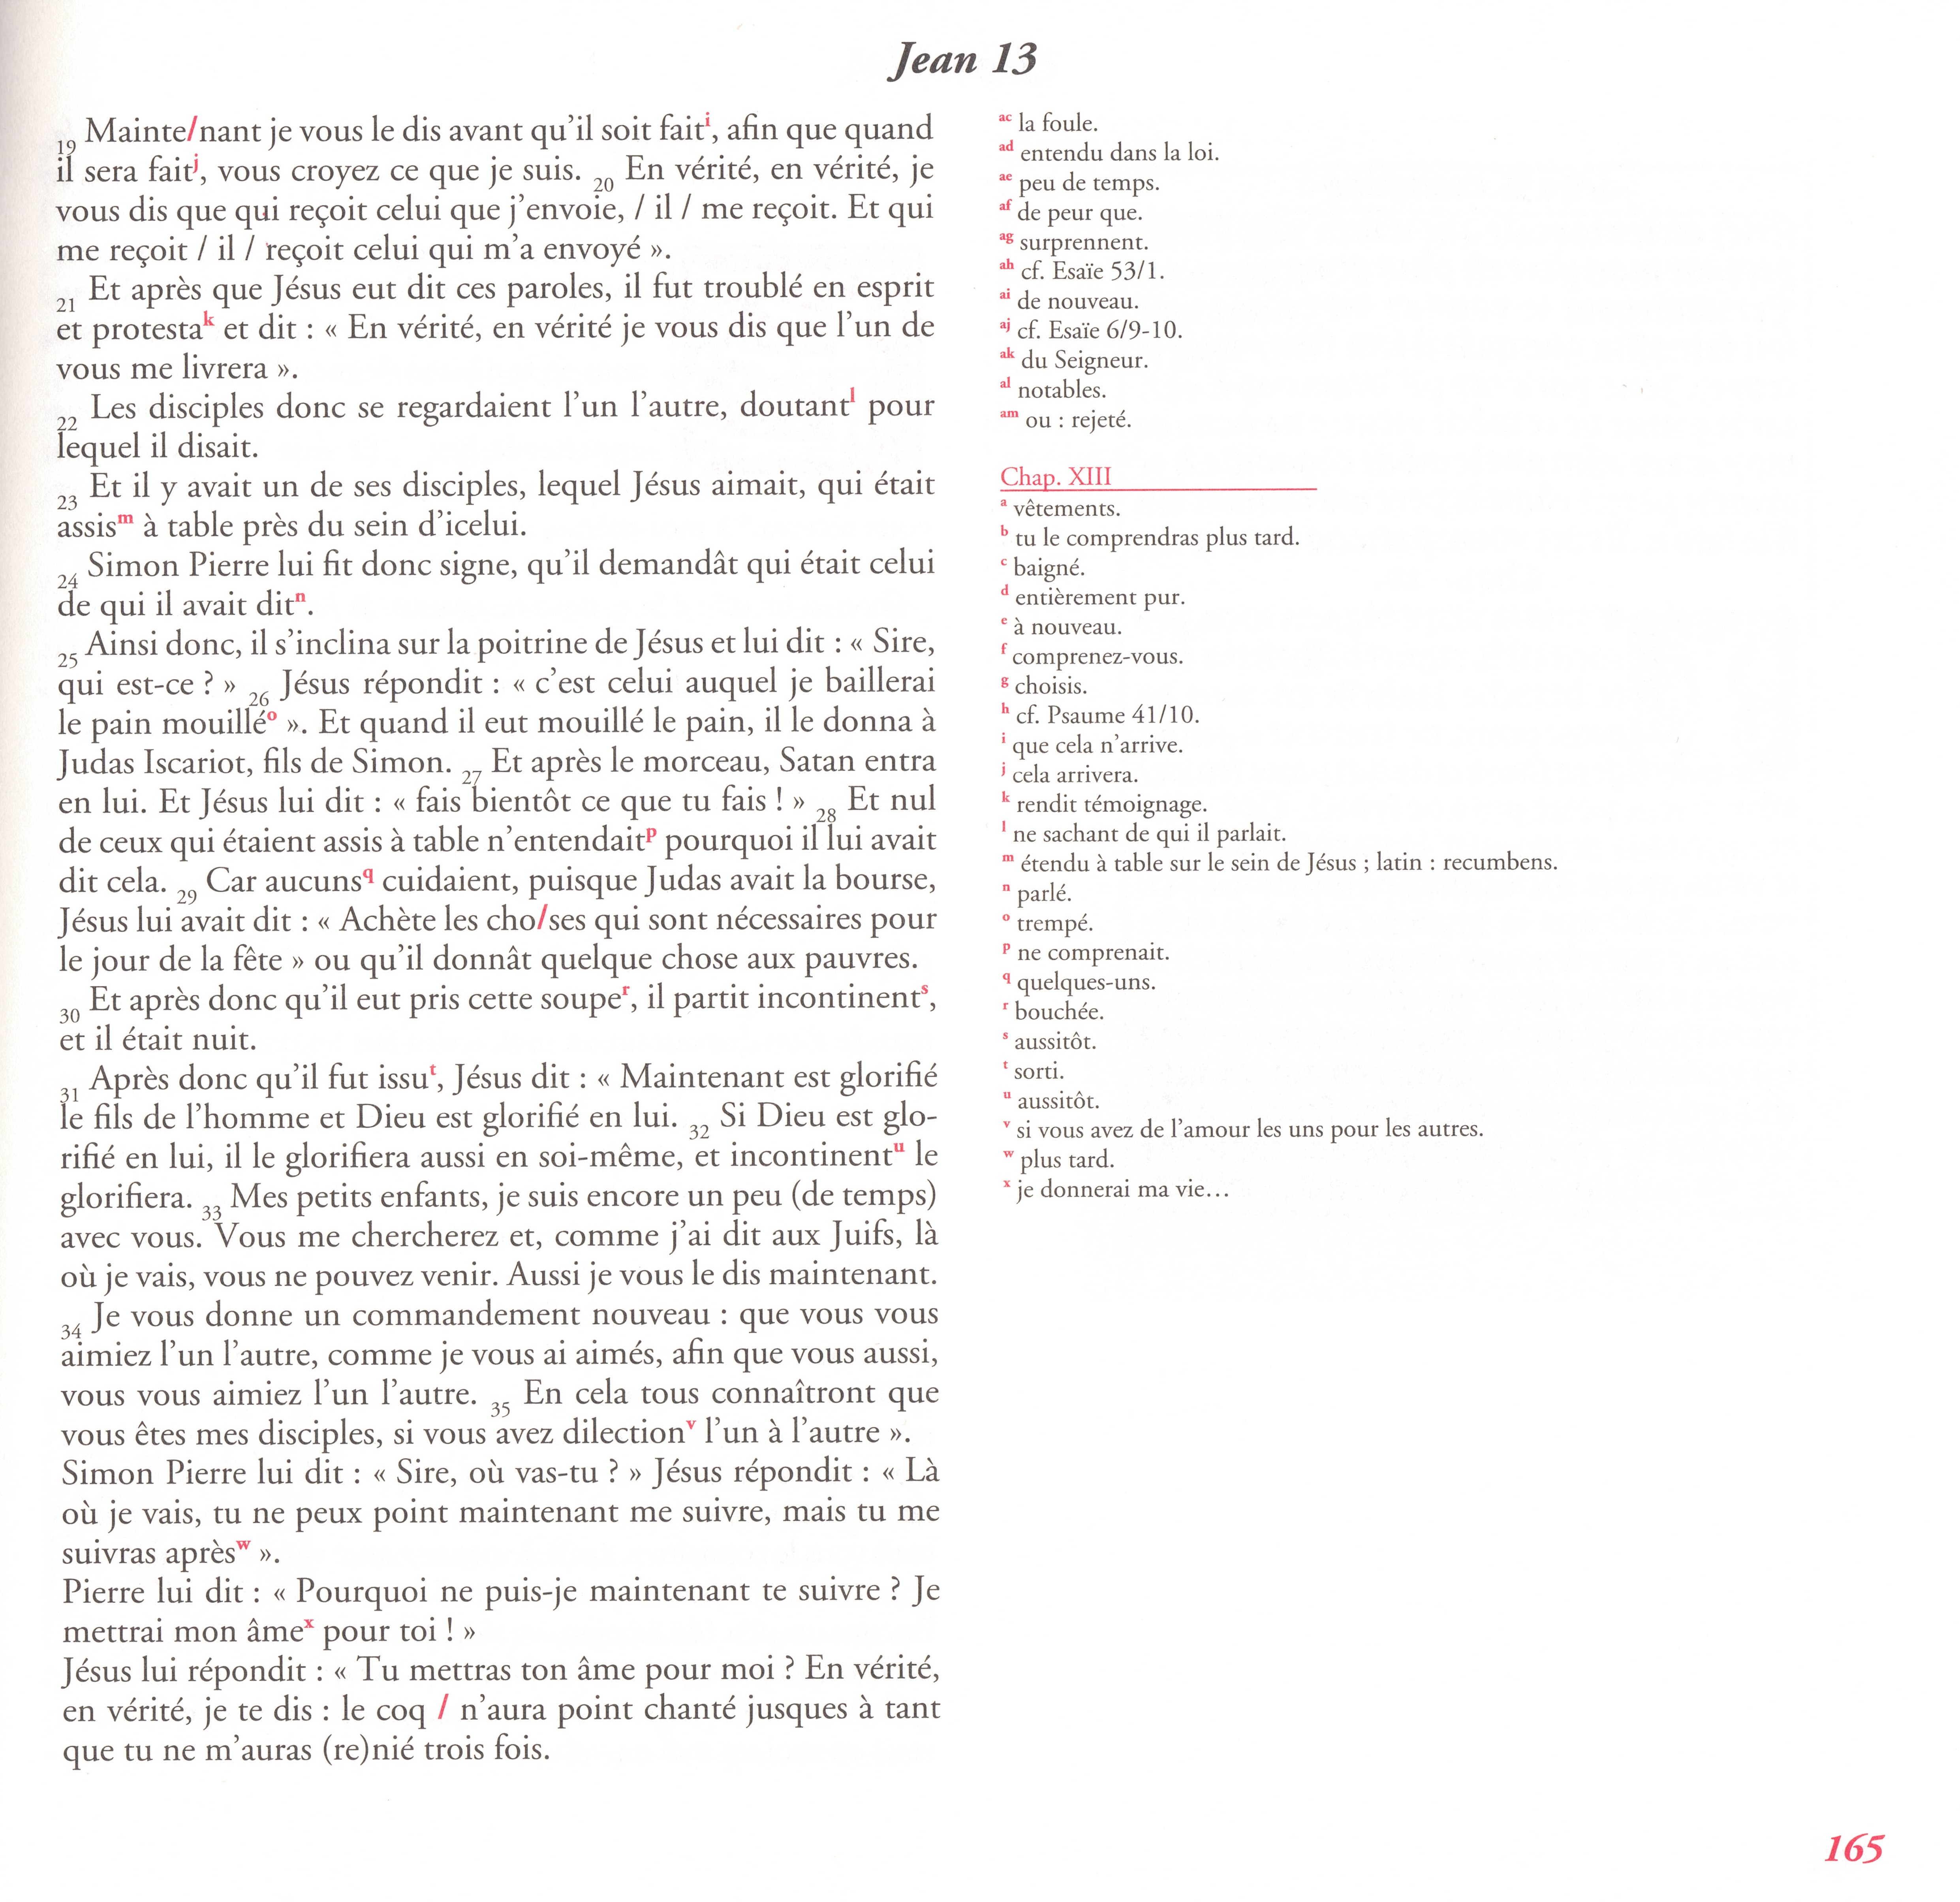 Jean 13
19 Mainte/nant je vous le dis avant qu’il soit faitⁱ, afin que quand
il sera faitʲ, vous croyez ce que je suis. 20 En vérité, en vérité, je
vous dis que qui reçoit celui que j’envoie, / il / me reçoit. Et qui
me reçoit / il / reçoit celui qui m’a envoyé ».
21 Et après que Jésus eut dit ces paroles, il fut troublé en esprit
et protestaᵏ et dit : « En vérité, en vérité je vous dis que l’un de
vous me livrera ».
22 Les disciples donc se regardaient l’un l’autre, doutantˡ pour
lequel il disait.
23 Et il y avait un de ses disciples, lequel Jésus aimait, qui était
assisᵐ à table près du sein d’icelui.
24 Simon Pierre lui fit donc signe, qu’il demandât qui était celui
de qui il avait ditⁿ.
25 Ainsi donc, il s’inclina sur la poitrine de Jésus et lui dit : « Sire,
qui est-ce ? » 26 Jésus répondit : « c’est celui auquel je baillerai
le pain mouilléᵒ ». Et quand il eut mouillé le pain, il le donna à
Judas Iscariot, fils de Simon. 27 Et après le morceau, Satan entra
en lui. Et Jésus lui dit : « fais bientôt ce que tu fais ! » 28 Et nul
de ceux qui étaient assis à table n’entendaitᵖ pourquoi il lui avait
dit cela. 29 Car aucuns^q cuidaient, puisque Judas avait la bourse,
Jésus lui avait dit : « Achète les cho/ses qui sont nécessaires pour
le jour de la fête » ou qu’il donnât quelque chose aux pauvres.
30 Et après donc qu’il eut pris cette soupeʳ, il partit incontinentˢ,
et il était nuit.
31 Après donc qu’il fut issuᵗ, Jésus dit : « Maintenant est glorifié
le fils de l’homme et Dieu est glorifié en lui. 32 Si Dieu est glo-
rifié en lui, il le glorifiera aussi en soi-même, et incontinentᵘ le
glorifiera. 33 Mes petits enfants, je suis encore un peu (de temps)
avec vous. Vous me chercherez et, comme j’ai dit aux Juifs, là
où je vais, vous ne pouvez venir. Aussi je vous le dis maintenant.
34 Je vous donne un commandement nouveau : que vous vous
aimiez l’un l’autre, comme je vous ai aimés, afin que vous aussi,
vous vous aimiez l’un l’autre. 35 En cela tous connaîtront que
vous êtes mes disciples, si vous avez dilectionᵛ l’un à l’autre ».
Simon Pierre lui dit : « Sire, où vas-tu ? » Jésus répondit : « Là
où je vais, tu ne peux point maintenant me suivre, mais tu me
suivras aprèsʷ ».
Pierre lui dit : « Pourquoi ne puis-je maintenant te suivre ? Je
mettrai mon âmeˣ pour toi ! »
Jésus lui répondit : « Tu mettras ton âme pour moi ? En vérité,
en vérité, je te dis : le coq / n’aura point chanté jusques à tant
que tu ne m’auras (re)nié trois fois.
ac la foule.
ad entendu dans la loi.
ae peu de temps.
af de peur que.
ag surprennent.
ah cf. Esaïe 53/1.
ai de nouveau.
aj cf. Esaïe 6/9-10.
ak du Seigneur.
al notables.
am ou : rejeté.
Chap. XIII
a vêtements.
b tu le comprendras plus tard.
c baigné.
d entièrement pur.
e à nouveau.
f comprenez-vous.
g choisis.
h cf. Psaume 41/10.
i que cela n’arrive.
j cela arrivera.
k rendit témoignage.
l ne sachant de qui il parlait.
m étendu à table sur le sein de Jésus ; latin : recumbens.
n parlé.
o trempé.
p ne comprenait.
q quelques-uns.
r bouchée.
s aussitôt.
t sorti.
u aussitôt.
v si vous avez de l’amour les uns pour les autres.
w plus tard.
x je donnerai ma vie…
165